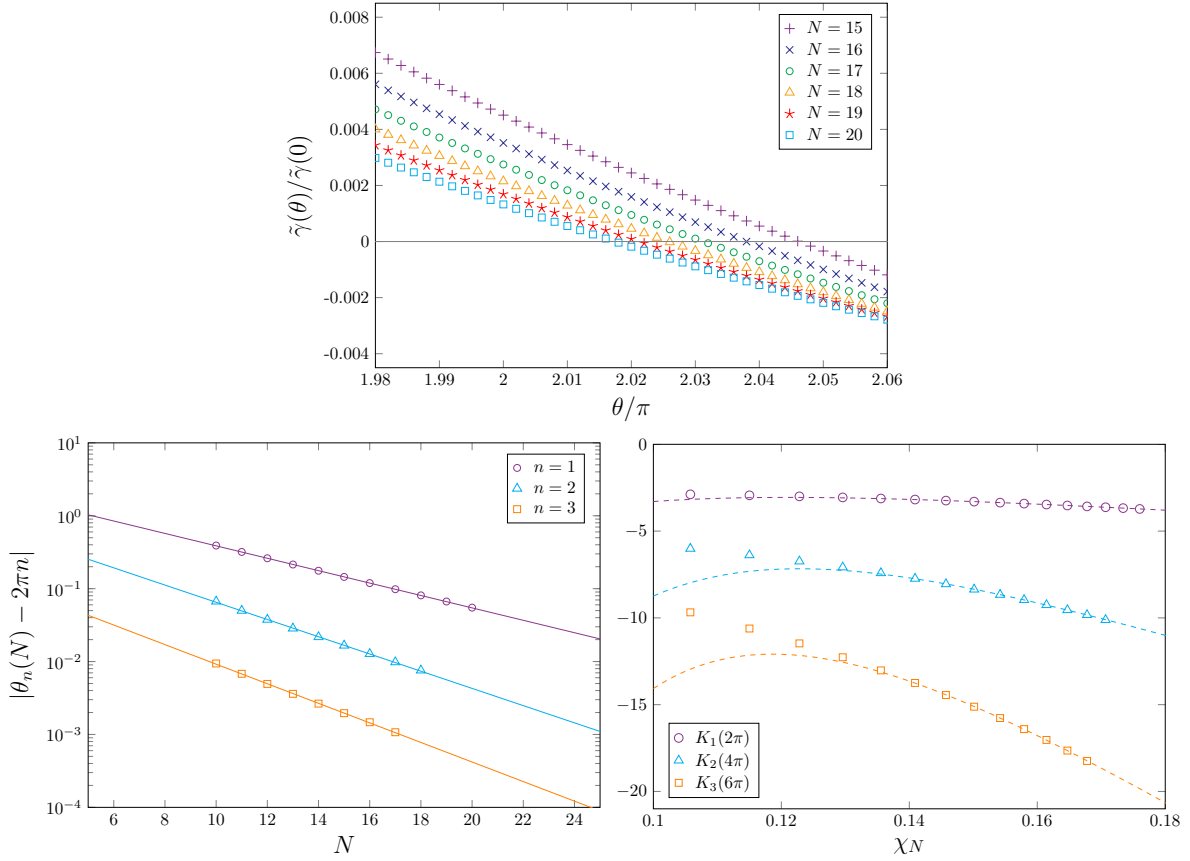 0.008
0.006
0.004
0.002
0
-0.002
-0.004
γ̃(θ)/γ̃(0)
N = 15
N = 16
N = 17
N = 18
N = 19
N = 20
1.98 1.99 2 2.01 2.02 2.03 2.04 2.05 2.06
θ/π
10^1
10^0
10^−1
10^−2
10^−3
10^−4
|θ_n(N) − 2πn|
n = 1
n = 2
n = 3
6 8 10 12 14 16 18 20 22 24
N
0
−5
−10
−15
−20
K_1(2π)
K_2(4π)
K_3(6π)
0.1 0.12 0.14 0.16 0.18
χ_N